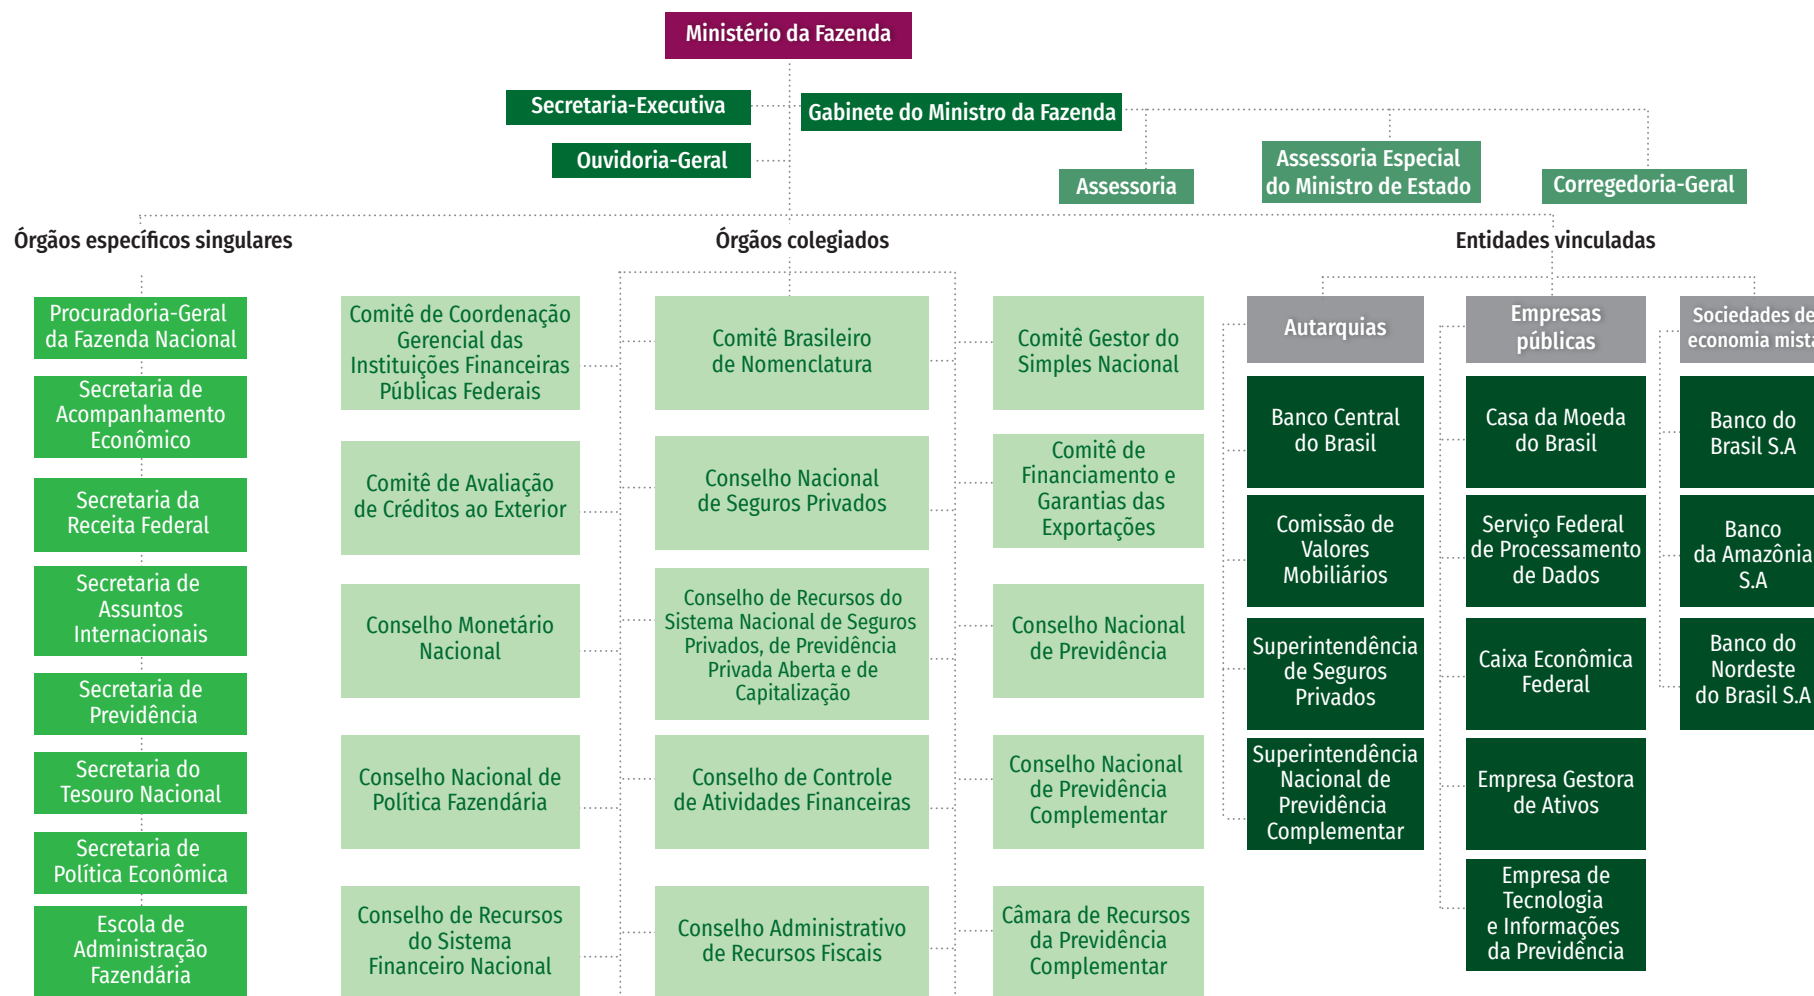 Ministério da Fazenda
Secretaria-Executiva
Gabinete do Ministro da Fazenda
Ouvidoria-Geral
Assessoria
Assessoria Especial
do Ministro de Estado
Corregedoria-Geral
Órgãos específicos singulares
Procuradoria-Geral
da Fazenda Nacional
Secretaria de
Acompanhamento
Econômico
Secretaria da
Receita Federal
Secretaria de
Assuntos
Internacionais
Secretaria de
Previdência
Secretaria do
Tesouro Nacional
Secretaria de
Política Econômica
Escola de
Administração
Fazendária
Órgãos colegiados
Comitê de Coordenação
Gerencial das
Instituições Financeiras
Públicas Federais
Comitê de Avaliação
de Créditos ao Exterior
Conselho Monetário
Nacional
Conselho Nacional de
Política Fazendária
Conselho de Recursos
do Sistema
Financeiro Nacional
Comitê Brasileiro
de Nomenclatura
Conselho Nacional
de Seguros Privados
Conselho de Recursos do
Sistema Nacional de Seguros
Privados, de Previdência
Privada Aberta e de
Capitalização
Conselho de Controle
de Atividades Financeiras
Conselho Administrativo
de Recursos Fiscais
Comitê Gestor do
Simples Nacional
Comitê de
Financiamento e
Garantias das
Exportações
Conselho Nacional
de Previdência
Conselho Nacional
de Previdência
Complementar
Câmara de Recursos
da Previdência
Complementar
Entidades vinculadas
Autarquias
Banco Central
do Brasil
Comissão de
Valores
Mobiliários
Superintendência
de Seguros
Privados
Superintendência
Nacional de
Previdência
Complementar
Empresas
públicas
Casa da Moeda
do Brasil
Serviço Federal
de Processamento
de Dados
Caixa Econômica
Federal
Empresa Gestora
de Ativos
Empresa de
Tecnologia
e Informações
da Previdência
Sociedades de
economia mista
Banco do
Brasil S.A
Banco
da Amazônia
S.A
Banco do
Nordeste
do Brasil S.A